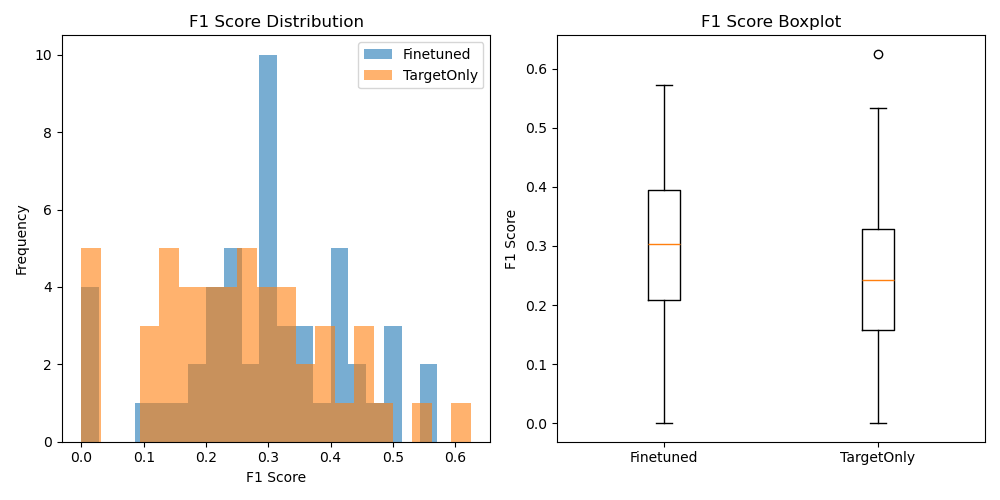 F1 Score Distribution
Finetuned
TargetOnly
10
8
6
4
2
0
Frequency
0.0 0.1 0.2 0.3 0.4 0.5 0.6
F1 Score
F1 Score Boxplot
0.6
0.5
0.4
0.3
0.2
0.1
0.0
F1 Score
Finetuned TargetOnly